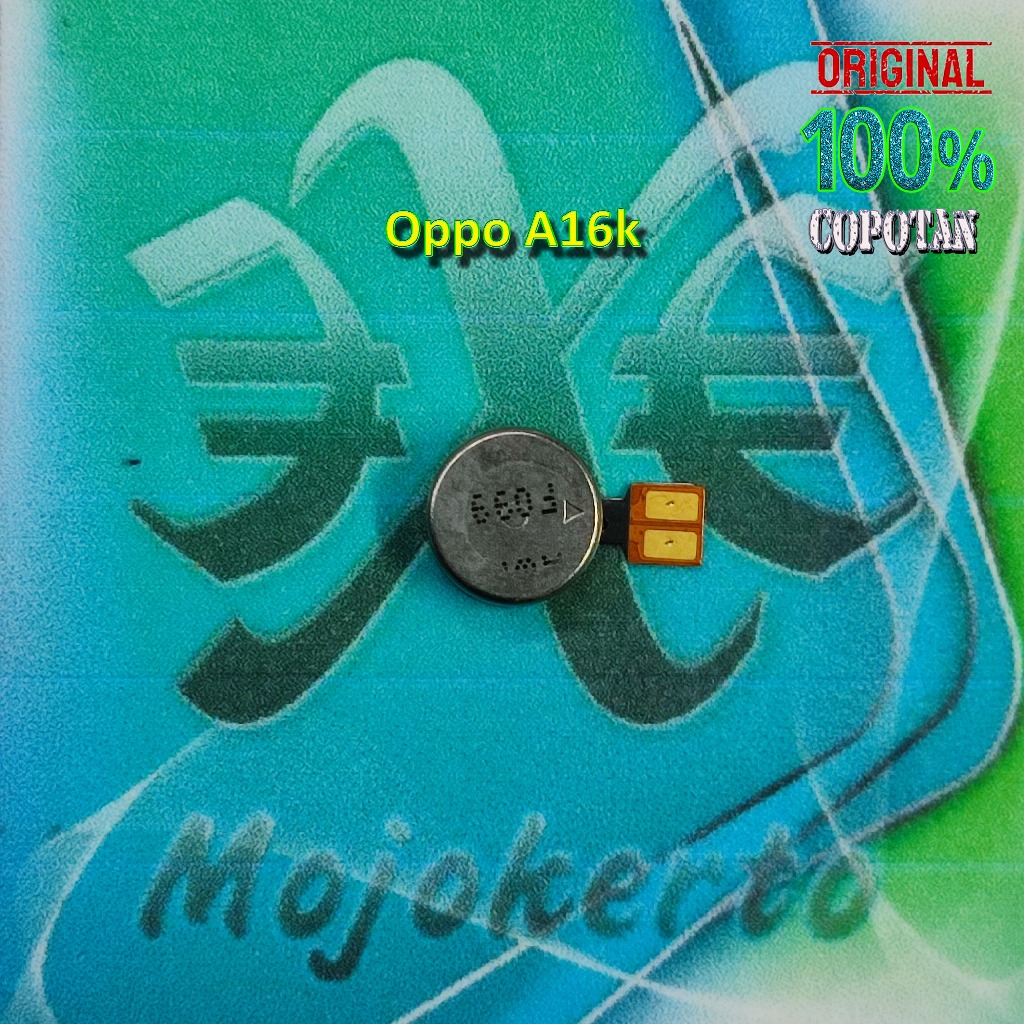 ORIGINAL
100%
COPOTAN
Oppo A16k
Mojokerto